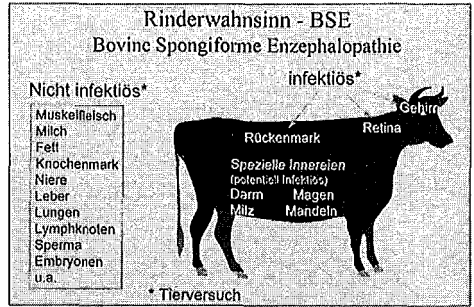 Rinderwahnsinn - BSE
Bovine Spongiforme Enzephalopathie
infektiös*
Nicht infektiös*
Muskelfleisch
Milch
Fett
Knochenmark
Niere
Leber
Lungen
Lymphknoten
Sperma
Embryonen
u.a.
Gehirn
Retina
Rückenmark
Spezielle Innereien
(potentiell infektiös)
Darm Magen
Milz Mandeln
* Tierversuch